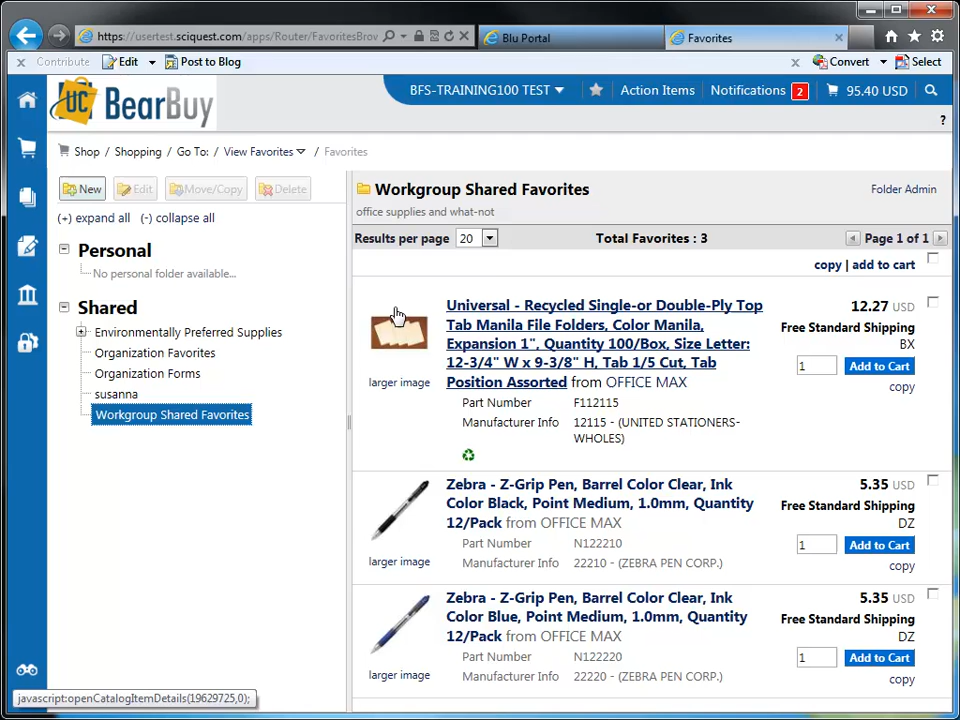 https://usertest.sciquest.com/apps/Router/FavoritesBrov
Blu Portal
Favorites
Contribute Edit Post to Blog Convert Select
UC BearBuy
BFS-TRAINING100 TEST Action Items Notifications 2 95.40 USD
?
Shop / Shopping / Go To: / View Favorites / Favorites
New Edit Move/Copy Delete
(+) expand all (-) collapse all
Personal
No personal folder available...
Shared
Environmentally Preferred Supplies
Organization Favorites
Organization Forms
susanna
Workgroup Shared Favorites
Workgroup Shared Favorites
Folder Admin
office supplies and what-not
Results per page 20 Total Favorites : 3 Page 1 of 1
copy | add to cart
Universal - Recycled Single-or Double-Ply Top
Tab Manila File Folders, Color Manila,
Expansion 1", Quantity 100/Box, Size Letter:
12-3/4" W x 9-3/8" H, Tab 1/5 Cut, Tab
Position Assorted from OFFICE MAX
larger image
Part Number F112115
Manufacturer Info 12115 - (UNITED STATIONERS-
WHOLES)
12.27 USD
Free Standard Shipping
BX
1 Add to Cart
copy
Zebra - Z-Grip Pen, Barrel Color Clear, Ink
Color Black, Point Medium, 1.0mm, Quantity
12/Pack from OFFICE MAX
Part Number N122210
larger image
Manufacturer Info 22210 - (ZEBRA PEN CORP.)
5.35 USD
Free Standard Shipping
DZ
1 Add to Cart
copy
Zebra - Z-Grip Pen, Barrel Color Clear, Ink
Color Blue, Point Medium, 1.0mm, Quantity
12/Pack from OFFICE MAX
Part Number N122220
larger image
Manufacturer Info 22220 - (ZEBRA PEN CORP.)
5.35 USD
Free Standard Shipping
DZ
1 Add to Cart
copy
javascript:openCatalogItemDetails(19629725,0);